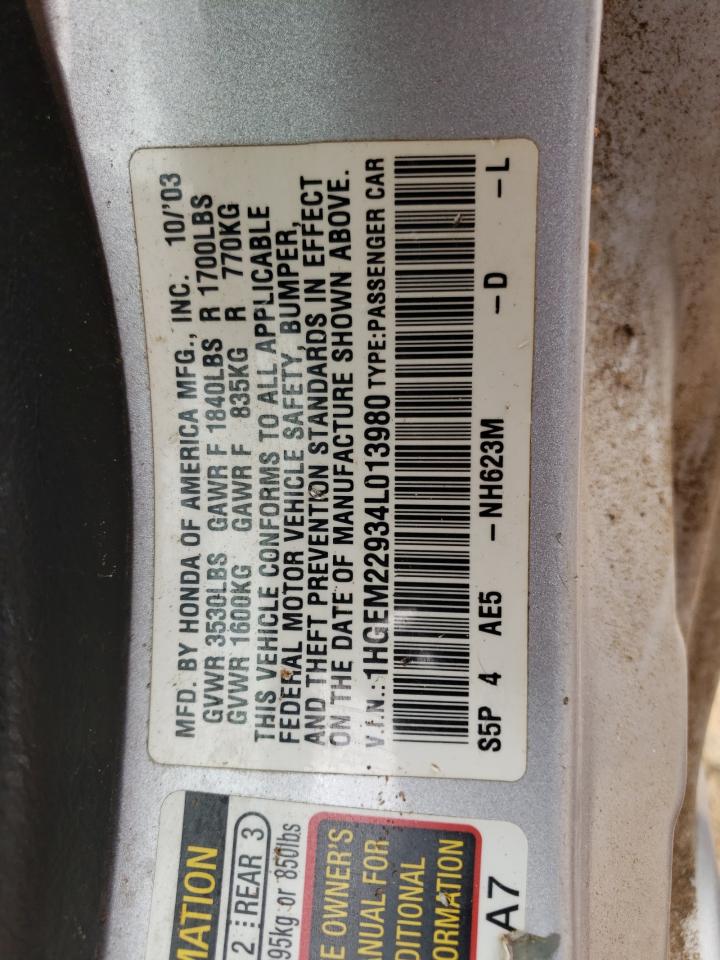 MFD. BY HONDA OF AMERICA MFG., INC. 10/'03
GVWR 3530LBS GAWR F 1840LBS R 1700LBS
GVWR 1600KG GAWR F 835KG R 770KG
THIS VEHICLE CONFORMS TO ALL APPLICABLE
FEDERAL MOTOR VEHICLE SAFETY, BUMPER,
AND THEFT PREVENTION STANDARDS IN EFFECT
ON THE DATE OF MANUFACTURE SHOWN ABOVE.
V.I.N.:1HGEM22934L013980 TYPE:PASSENGER CAR
S5P 4 AE5 -NH623M -D -L
MATION
2 REAR 3
95kg or 850lbs
E OWNER'S
ANUAL FOR
DITIONAL
ORMATION
A7